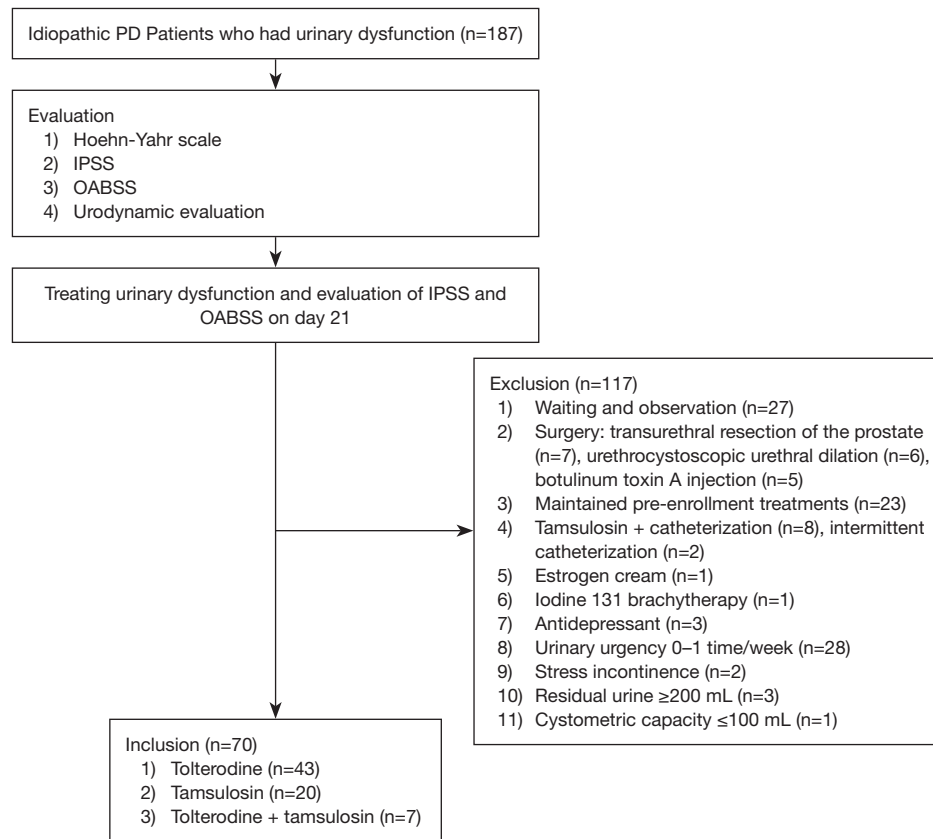 Idiopathic PD Patients who had urinary dysfunction (n=187)
Evaluation
1) Hoehn-Yahr scale
2) IPSS
3) OABSS
4) Urodynamic evaluation
Treating urinary dysfunction and evaluation of IPSS and
OABSS on day 21
Exclusion (n=117)
1) Waiting and observation (n=27)
2) Surgery: transurethral resection of the prostate
(n=7), urethrocystoscopic urethral dilation (n=6),
botulinum toxin A injection (n=5)
3) Maintained pre-enrollment treatments (n=23)
4) Tamsulosin + catheterization (n=8), intermittent
catheterization (n=2)
5) Estrogen cream (n=1)
6) Iodine 131 brachytherapy (n=1)
7) Antidepressant (n=3)
8) Urinary urgency 0–1 time/week (n=28)
9) Stress incontinence (n=2)
10) Residual urine ≥200 mL (n=3)
11) Cystometric capacity ≤100 mL (n=1)
Inclusion (n=70)
1) Tolterodine (n=43)
2) Tamsulosin (n=20)
3) Tolterodine + tamsulosin (n=7)